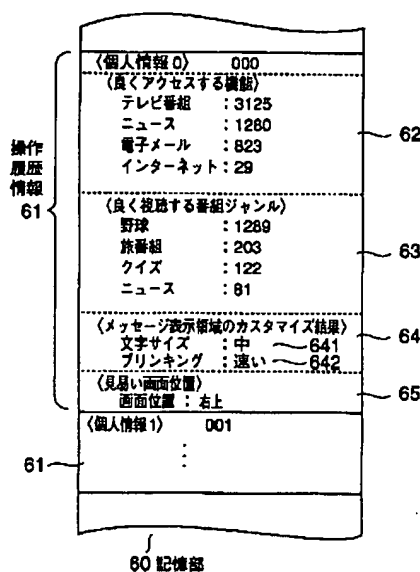 〈個人情報0〉 000
〈良くアクセスする機能〉
テレビ番組 : 3125
ニュース : 1280
電子メール : 823
インターネット : 29
62
操作
履歴
情報
61
〈良く視聴する番組ジャンル〉
野球 : 1289
旅番組 : 203
クイズ : 122
ニュース : 81
63
〈メッセージ表示領域のカスタマイズ結果〉
文字サイズ : 中 641
ブリンキング : 速い 642
64
〈見易い画面位置〉
画面位置 : 右上
65
〈個人情報1〉 001
61
60 記憶部